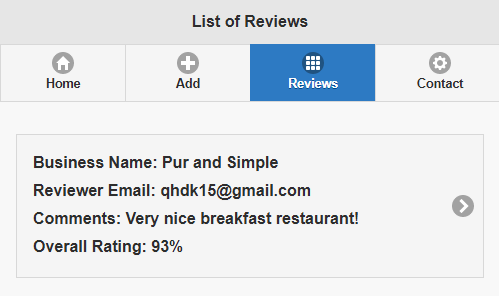 List of Reviews
Home
Add
Reviews
Contact
Business Name: Pur and Simple
Reviewer Email: qhdk15@gmail.com
Comments: Very nice breakfast restaurant!
Overall Rating: 93%